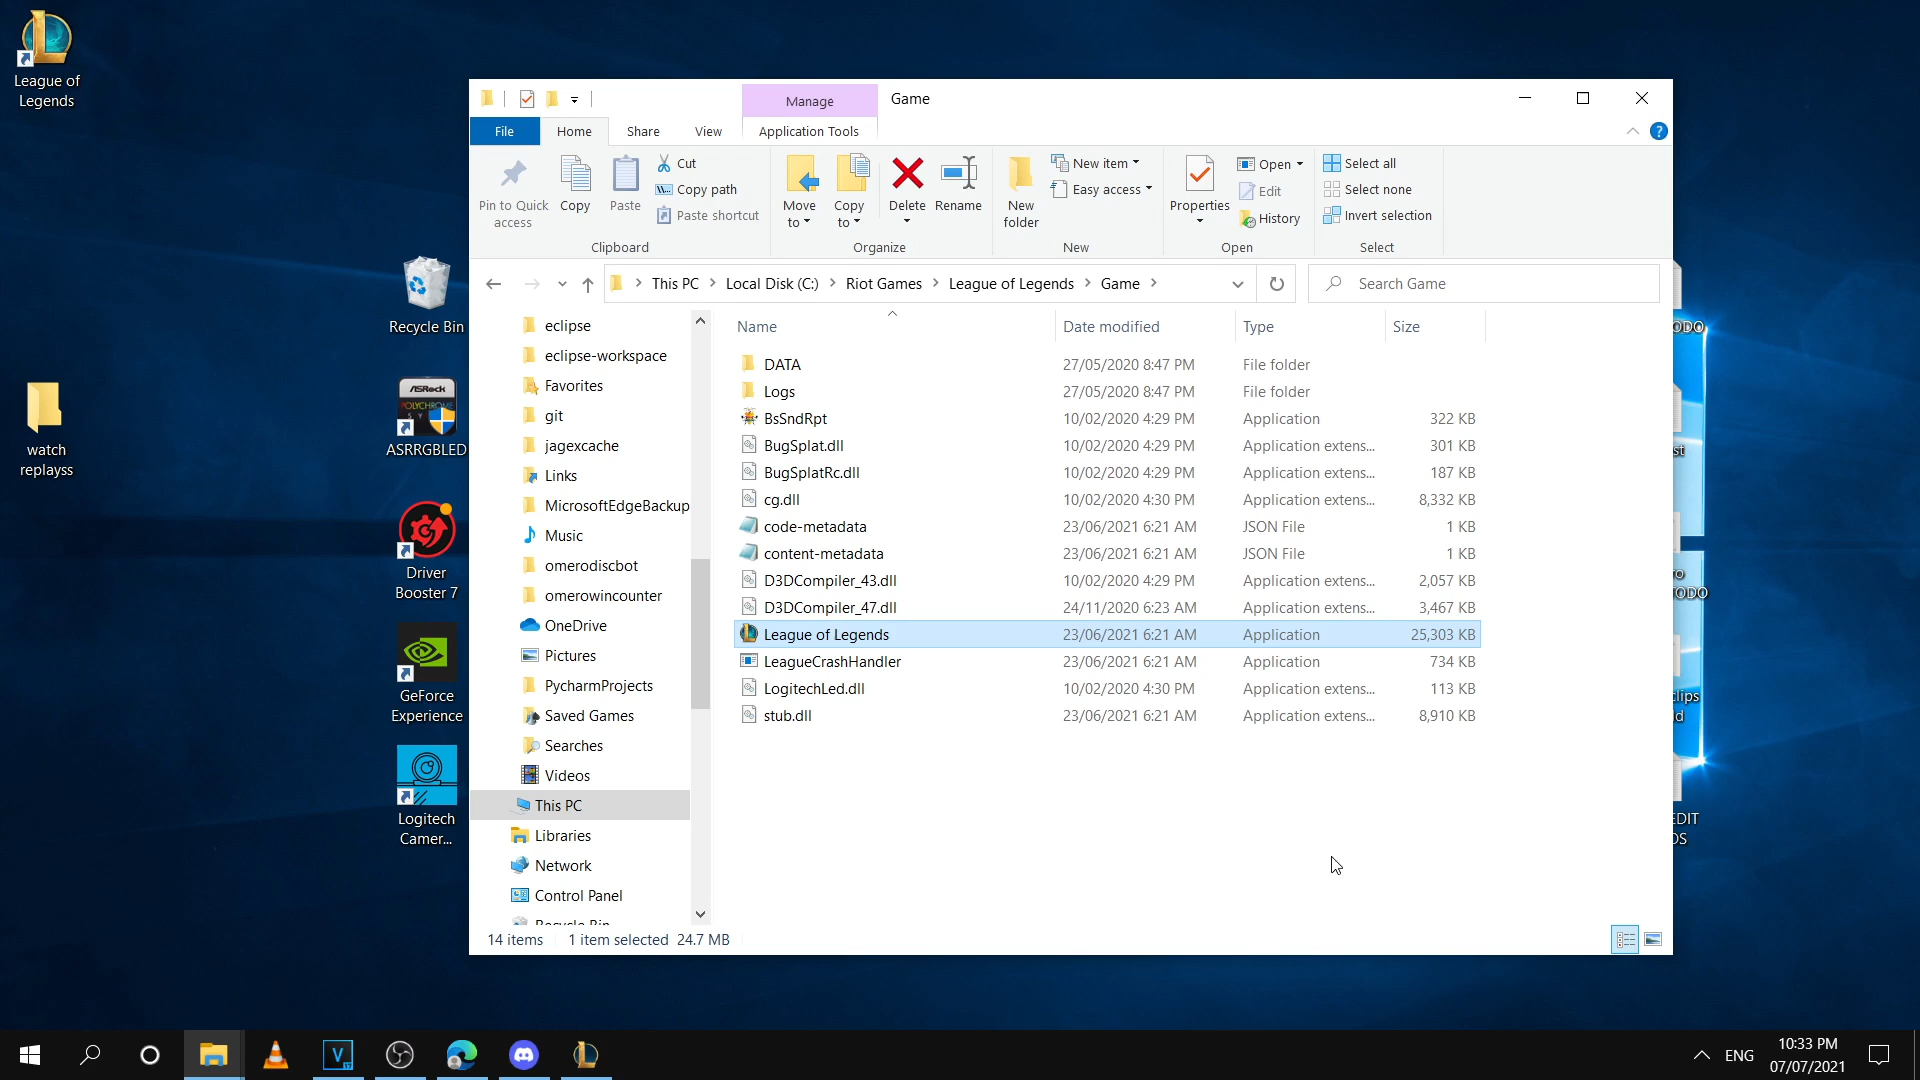 League of
Legends
Recycle Bin
watch
replayss
ASRock
POLYCHROME
ASRRGBLED
Driver
Booster 7
GeForce
Experience
Logitech
Camer...
Manage
Game
File
Home
Share
View
Application Tools
Pin to Quick
access
Copy
Paste
Cut
Copy path
Paste shortcut
Clipboard
Move
to
Copy
to
Delete
Rename
Organize
New
folder
New item
Easy access
New
Properties
Open
Edit
History
Open
Select all
Select none
Invert selection
Select
This PC > Local Disk (C:) > Riot Games > League of Legends > Game >
Search Game
eclipse
eclipse-workspace
Favorites
git
jagexcache
Links
MicrosoftEdgeBackup
Music
omerodiscbot
omerowincounter
OneDrive
Pictures
PycharmProjects
Saved Games
Searches
Videos
This PC
Libraries
Network
Control Panel
Recycle Bin
Name Date modified Type Size
DATA 27/05/2020 8:47 PM File folder
Logs 27/05/2020 8:47 PM File folder
BsSndRpt 10/02/2020 4:29 PM Application 322 KB
BugSplat.dll 10/02/2020 4:29 PM Application extens... 301 KB
BugSplatRc.dll 10/02/2020 4:29 PM Application extens... 187 KB
cg.dll 10/02/2020 4:30 PM Application extens... 8,332 KB
code-metadata 23/06/2021 6:21 AM JSON File 1 KB
content-metadata 23/06/2021 6:21 AM JSON File 1 KB
D3DCompiler_43.dll 10/02/2020 4:29 PM Application extens... 2,057 KB
D3DCompiler_47.dll 24/11/2020 6:23 AM Application extens... 3,467 KB
League of Legends 23/06/2021 6:21 AM Application 25,303 KB
LeagueCrashHandler 23/06/2021 6:21 AM Application 734 KB
LogitechLed.dll 10/02/2020 4:30 PM Application extens... 113 KB
stub.dll 23/06/2021 6:21 AM Application extens... 8,910 KB
14 items 1 item selected 24.7 MB
ENG
10:33 PM
07/07/2021